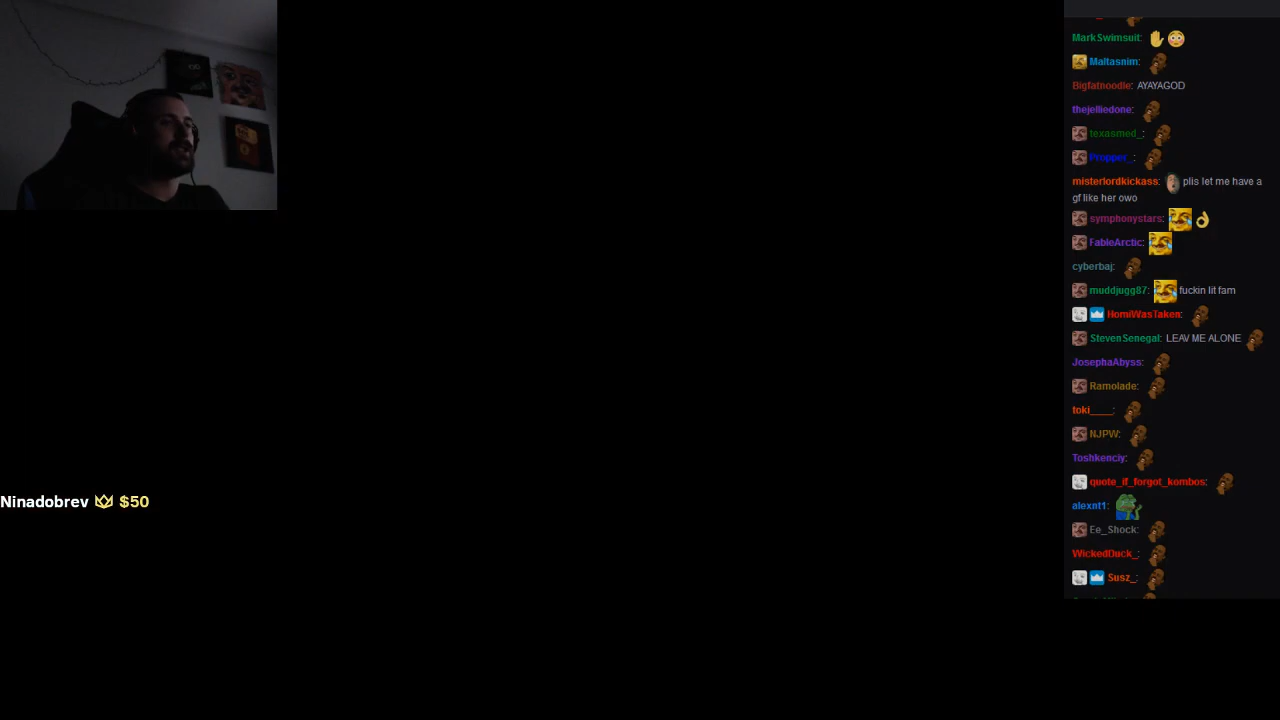 MarkSwimsuit:
Maltasnim:
Bigfatnoodle: AYAYAGOD
thejelliedone:
texasmed_:
Propper_:
misterlordkickass: plis let me have a
gf like her owo
symphonystars:
FableArctic:
cyberbaj:
muddjugg87: fuckin lit fam
HomiWasTaken:
StevenSenegal: LEAV ME ALONE
JosephaAbyss:
Ramolade:
toki____:
NJPW:
Toshkenciy:
quote_if_forgot_kombos:
Ninadobrev $50
alexnt1:
Ee_Shock:
WickedDuck_:
Susz_: